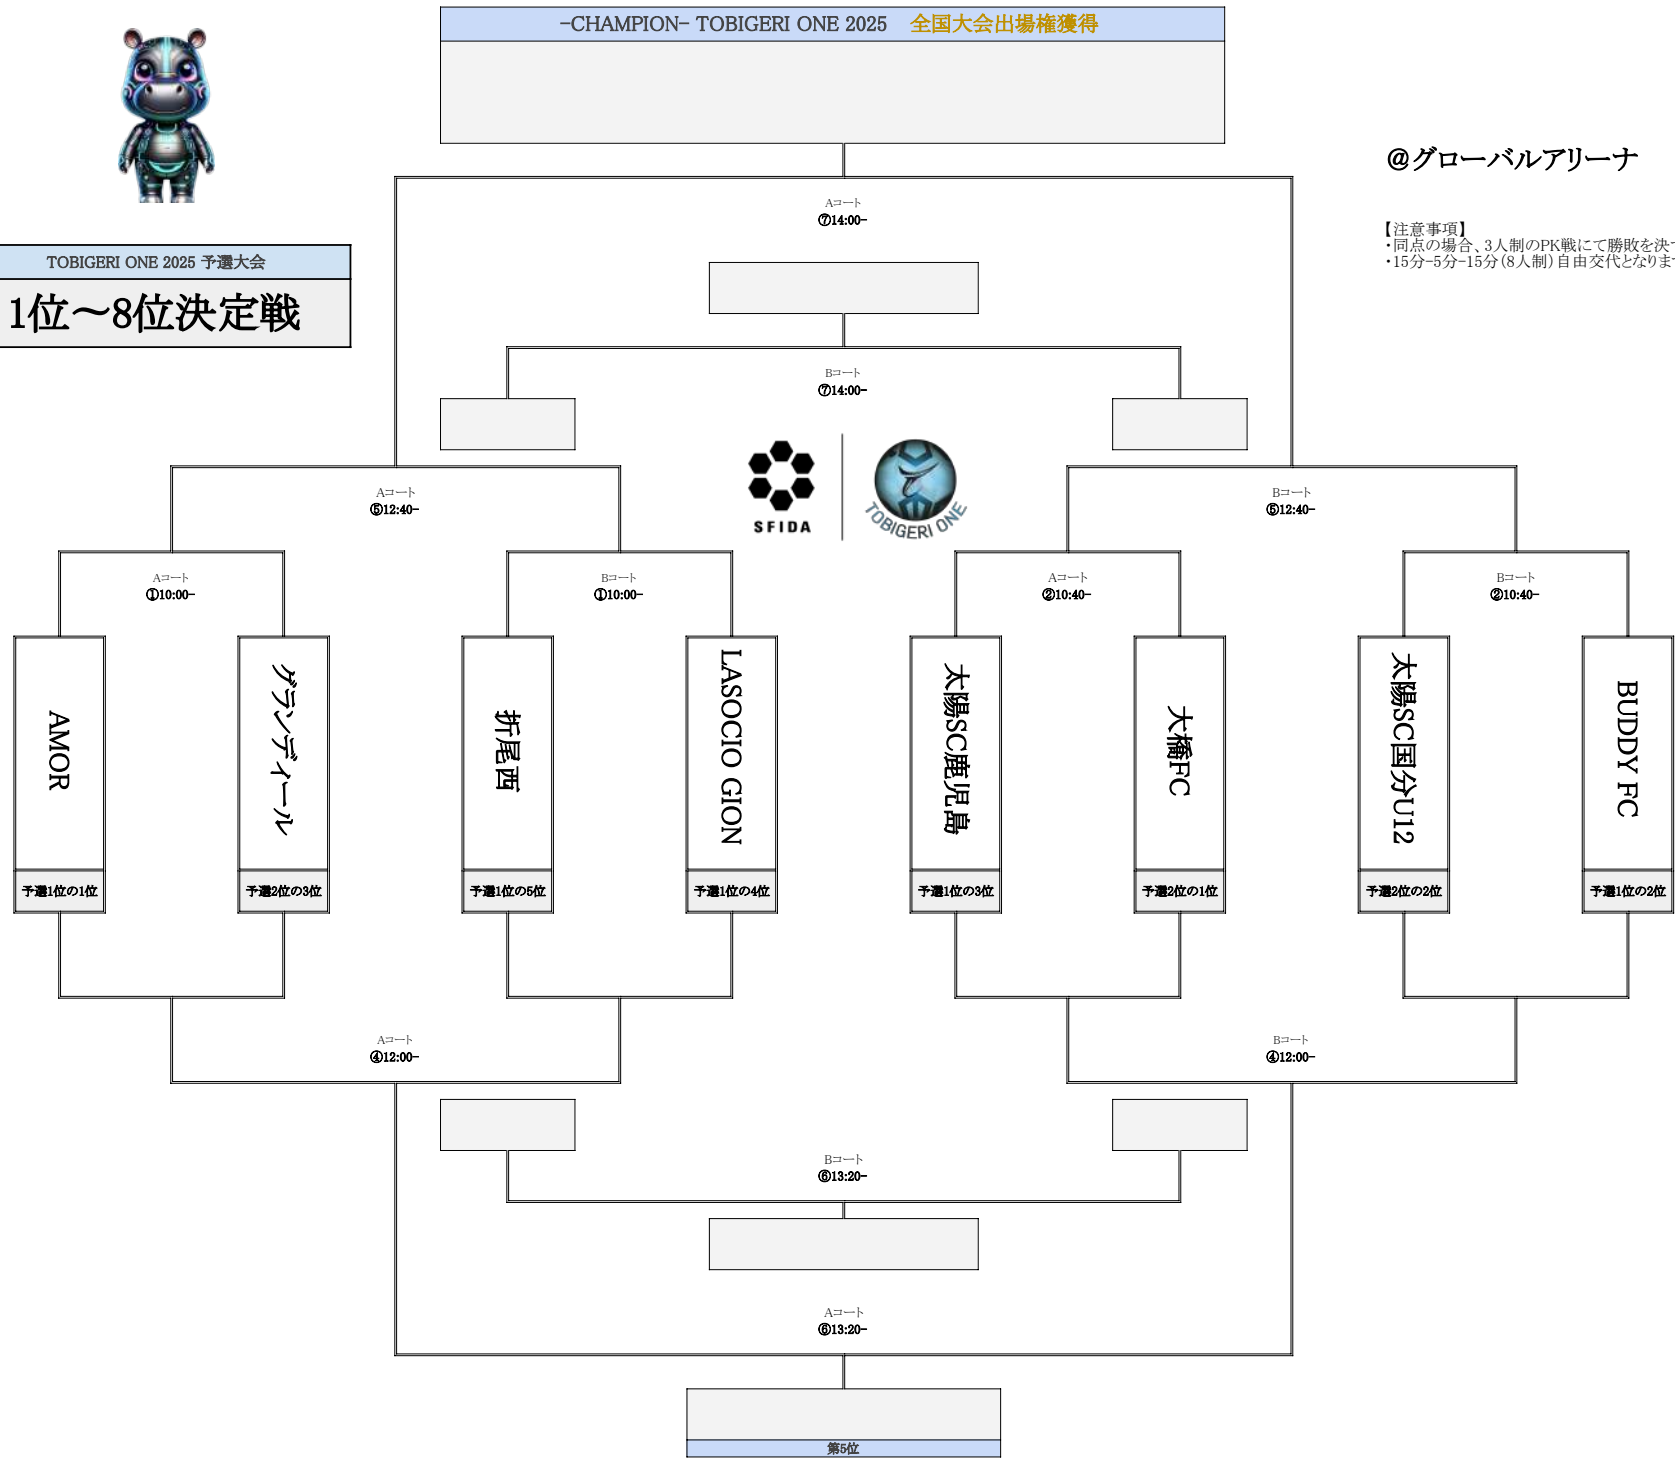 -CHAMPION- TOBIGERI ONE 2025 全国大会出場権獲得
@グローバルアリーナ
Aコート
⑦14:00-
【注意事項】
・同点の場合、3人制のPK戦にて勝敗を決
・15分-5分-15分(8人制)自由交代となりま
TOBIGERI ONE 2025 予選大会
1位～8位決定戦
Bコート
⑦14:00-
SFIDA
TOBIGERI ONE
Aコート
⑤12:40-
Bコート
⑤12:40-
Aコート
①10:00-
Bコート
①10:00-
Aコート
②10:40-
Bコート
②10:40-
AMOR
グランディール
折尾西
LASOCIO GION
太陽SC鹿児島
大橋FC
太陽SC国分U12
BUDDY FC
予選1位の1位
予選2位の3位
予選1位の5位
予選1位の4位
予選1位の3位
予選2位の1位
予選2位の2位
予選1位の2位
Aコート
④12:00-
Bコート
④12:00-
Bコート
⑥13:20-
Aコート
⑥13:20-
第5位